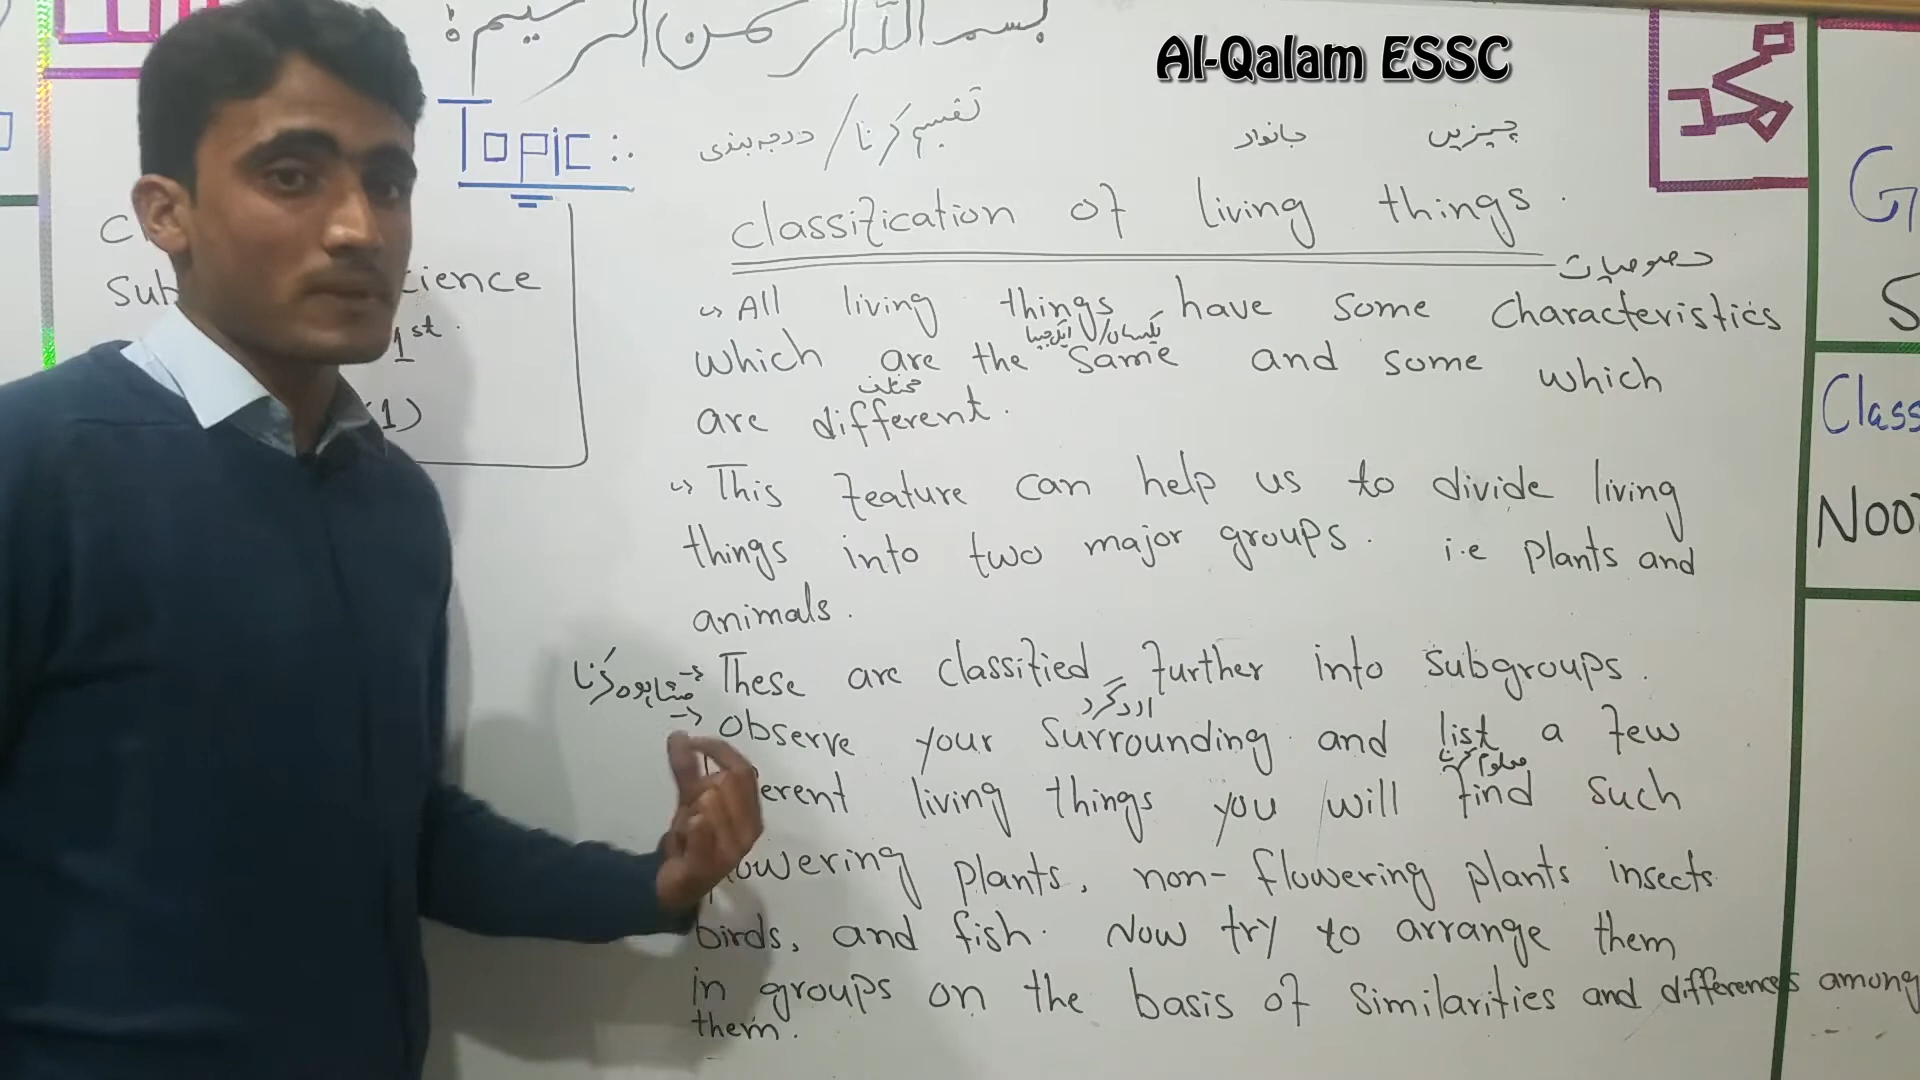 بسم اللہ الرحمن الرحیم
Al-Qalam ESSC
Topic :.
تقسیم کرنا / درجہ بندی
جانوار
چیزیں
classification of living things.
خصوصیات
cience
1st.
(1)
↪ All living things have some characteristics
یکساں / ایک جیسا
which are the same and some which
مختلف
are different.
↪ This feature can help us to divide living
things into two major groups. i.e plants and
animals.
مشاہدہ کرنا
→ These are classified further into subgroups.
اردگرد
→ observe your surrounding and list a few
معلوم کرنا
erent living things you will find such
owering plants, non-flowering plants insects
birds, and fish. Now try to arrange them
in groups on the basis of similarities and differences among
them.
G
S
Class
NOO